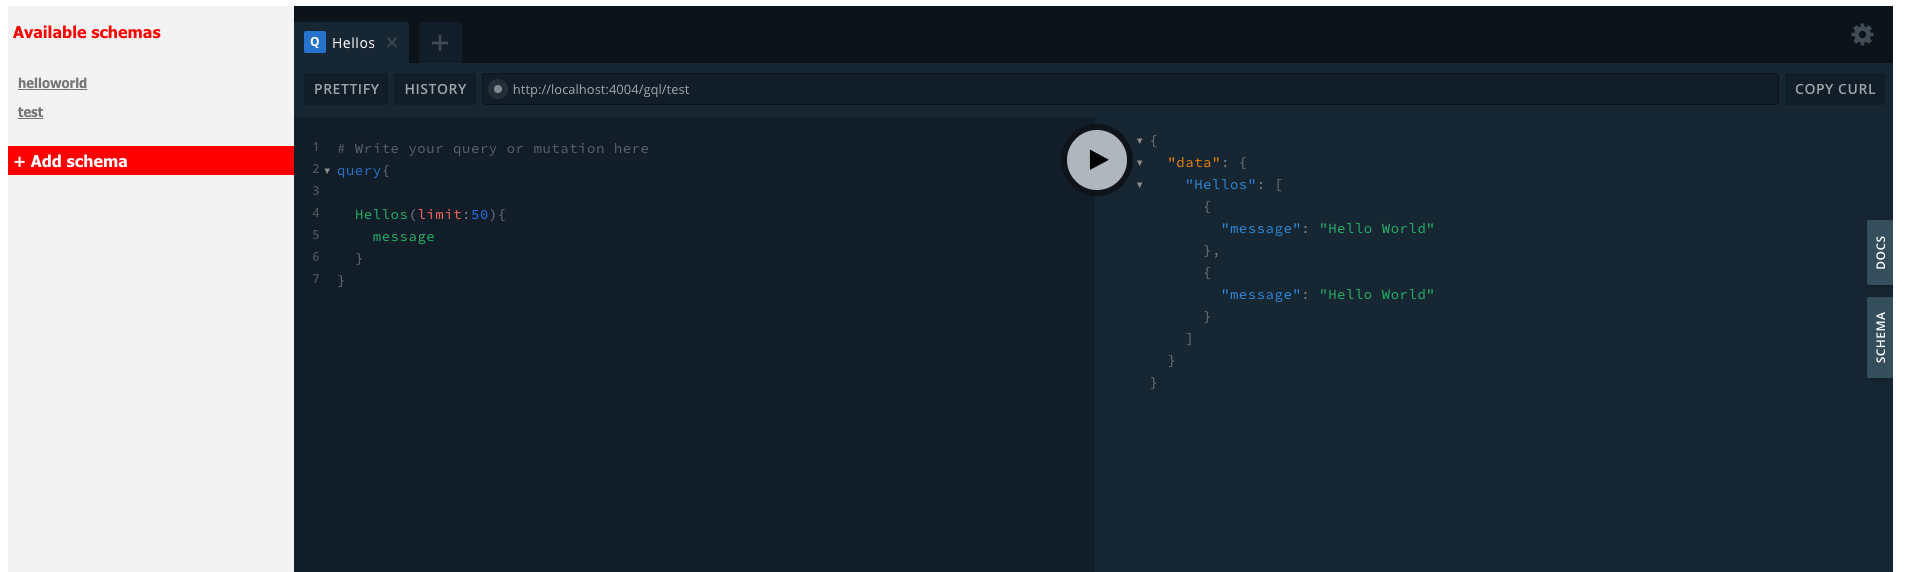 Available schemas
helloworld
test
+ Add schema
Q Hellos
PRETTIFY HISTORY http://localhost:4004/gql/test COPY CURL
1 # Write your query or mutation here
2 query{
3
4 Hellos(limit:50){
5 message
6 }
7 }
{
"data": {
"Hellos": [
{
"message": "Hello World"
},
{
"message": "Hello World"
}
]
}
}
DOCS
SCHEMA